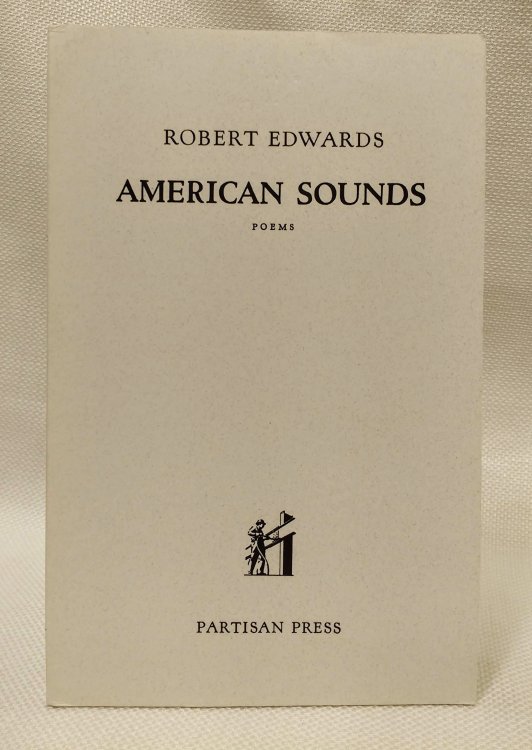 ROBERT EDWARDS
AMERICAN SOUNDS
POEMS
PARTISAN PRESS